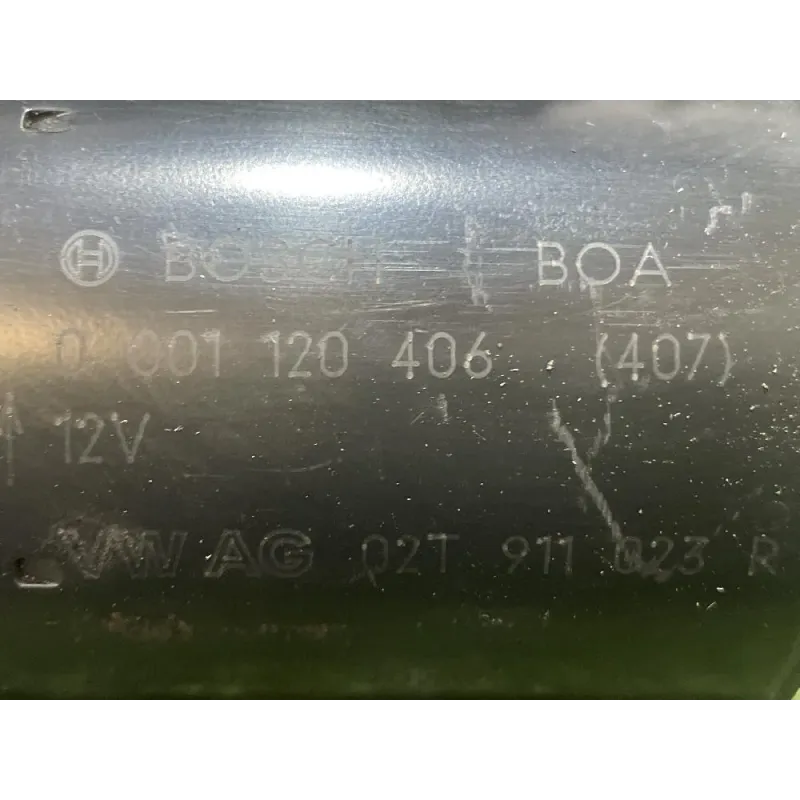 BOSCH BOA
0 001 120 406 (407)
12V
VW AG 02T 911 023 R